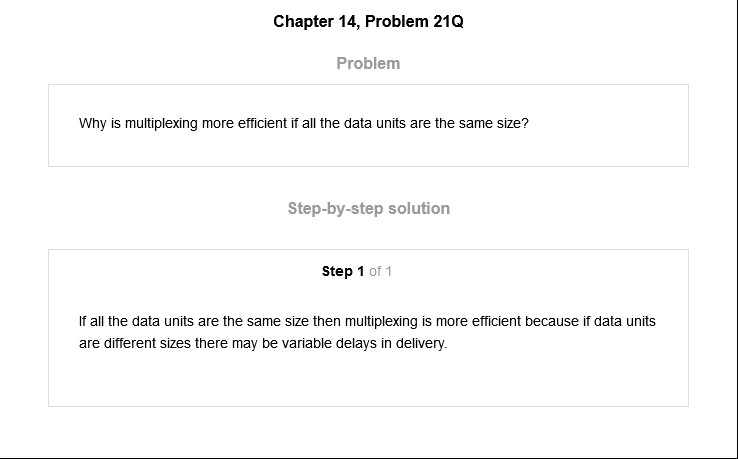 Chapter 14, Problem 21Q
Problem
Why is multiplexing more efficient if all the data units are the same size?
Step-by-step solution
Step 1 of 1
If all the data units are the same size then multiplexing is more efficient because if data units
are different sizes there may be variable delays in delivery.